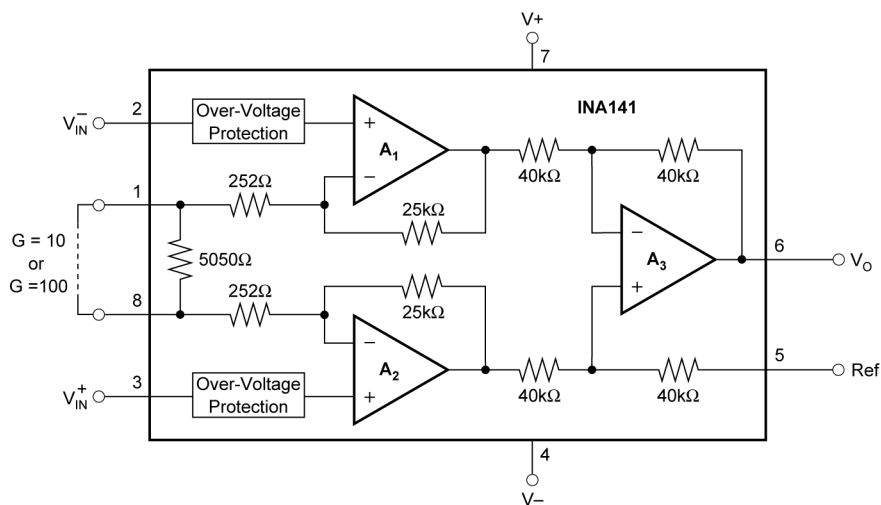 V+
7
INA141
2
V−IN
Over-Voltage
Protection
+
A1
−
40kΩ
40kΩ
1
252Ω
25kΩ
G = 10
or
G =100
5050Ω
−
A3
+
6
VO
8
252Ω
25kΩ
−
A2
+
3
V+IN
Over-Voltage
Protection
40kΩ
40kΩ
5
Ref
4
V–